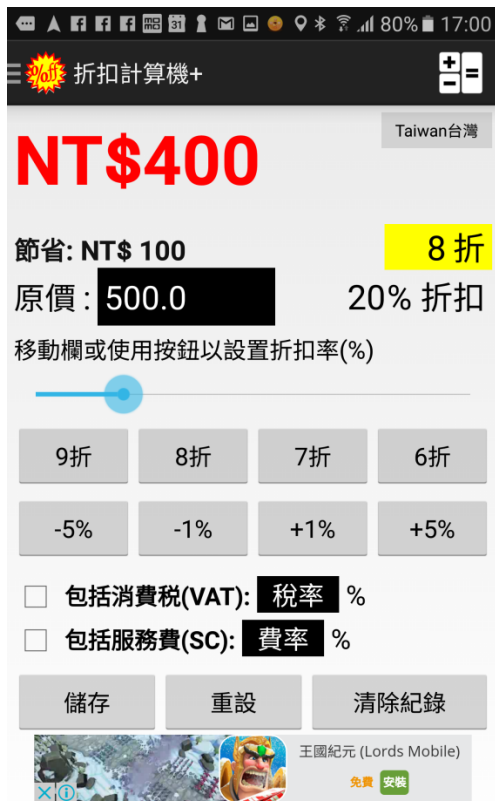 80% 17:00
%off 折扣計算機+
Taiwan台灣
NT$400
節省: NT$ 100
8 折
原價 : 500.0
20% 折扣
移動欄或使用按鈕以設置折扣率(%)
9折 8折 7折 6折
-5% -1% +1% +5%
包括消費税(VAT): 稅率 %
包括服務費(SC): 費率 %
儲存 重設 清除紀錄
王國紀元 (Lords Mobile)
免費 安裝